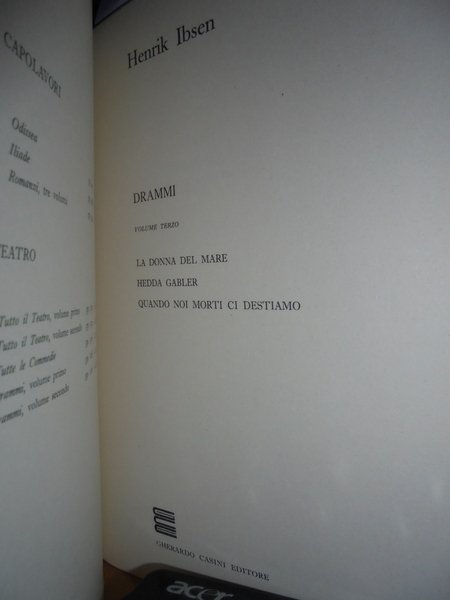 CAPOLAVORI
Odissea
Iliade
Romanzi, tre volumi
TEATRO
Tutto il Teatro, volume primo
Tutto il Teatro, volume secondo
Tutte le Commedie
Drammi, volume primo
Drammi, volume secondo
Henrik Ibsen
DRAMMI
VOLUME TERZO
LA DONNA DEL MARE
HEDDA GABLER
QUANDO NOI MORTI CI DESTIAMO
GHERARDO CASINI EDITORE
acer